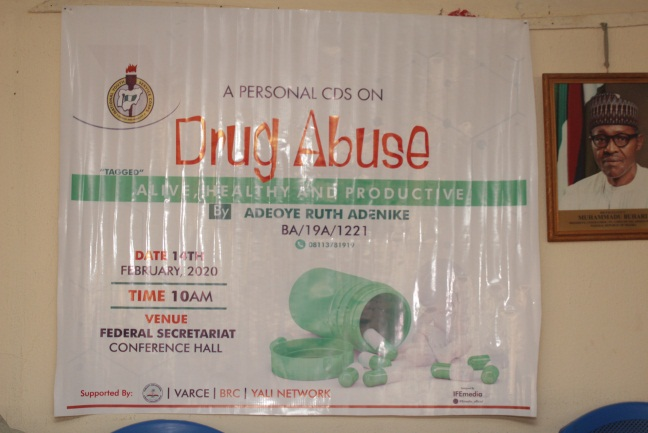 A PERSONAL CDS ON
Drug Abuse
"TAGGED"
ALIVE, HEALTHY AND PRODUCTIVE
By ADEOYE RUTH ADENIKE
BA/19A/1221
08113781919
DATE 14TH
FEBRUARY, 2020
TIME 10AM
VENUE
FEDERAL SECRETARIAT
CONFERENCE HALL
Supported By: | VARCE | BRC | YALI NETWORK
IFEmedia
MUHAMMADU BUHARI